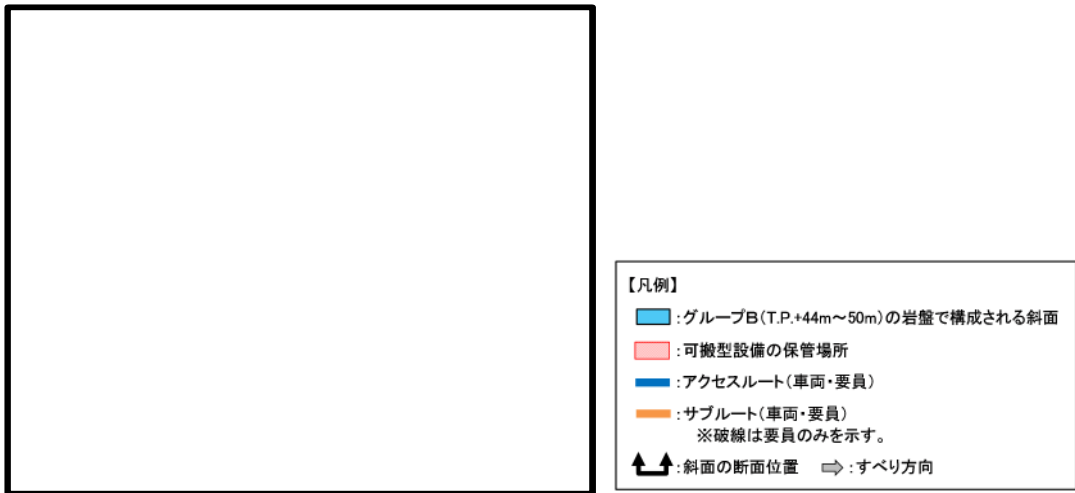 【凡例】
:グループB(T.P.+44m～50m)の岩盤で構成される斜面
:可搬型設備の保管場所
:アクセスルート(車両・要員)
:サブルート(車両・要員)
※破線は要員のみを示す。
:斜面の断面位置 :すべり方向